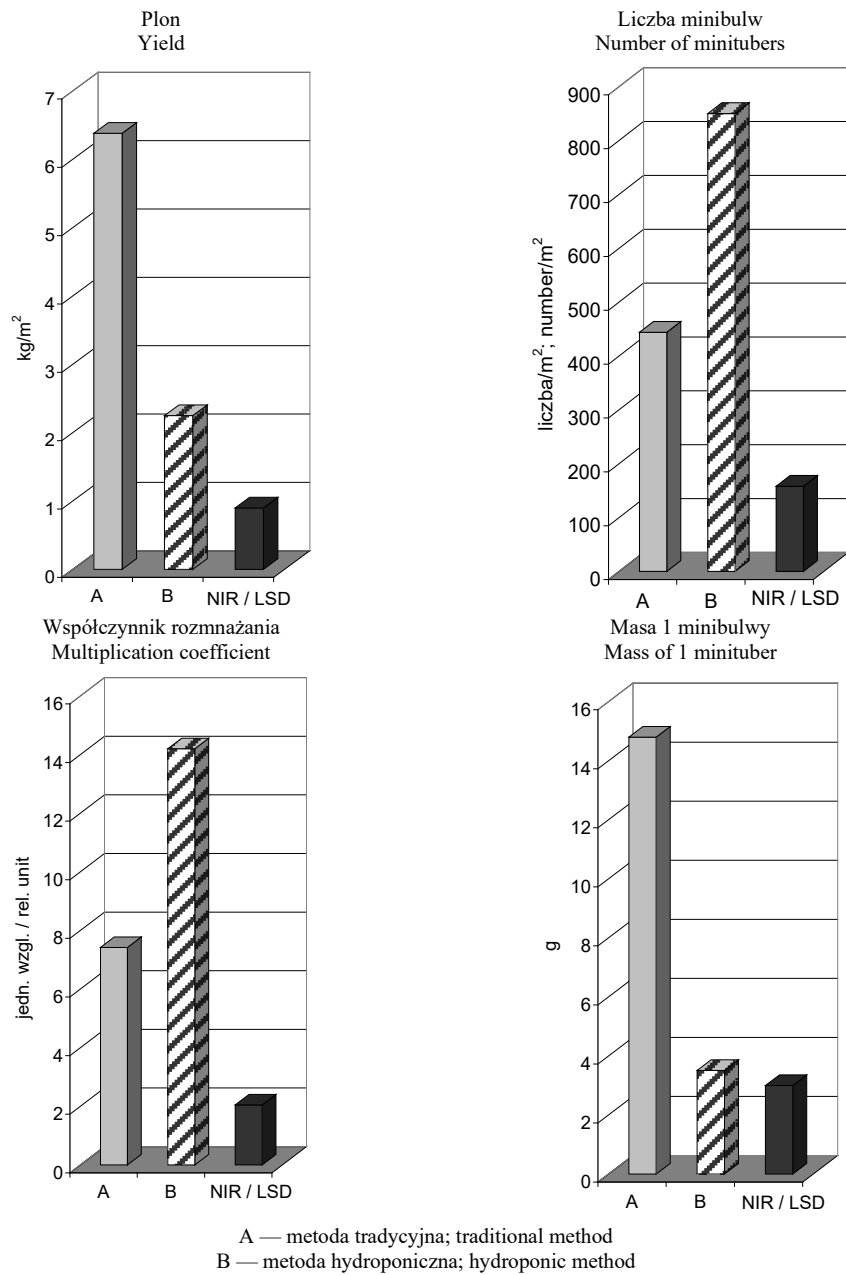 Plon
Yield
7
6
5
4
3
2
1
0
kg/m²
A B NIR / LSD
Liczba minibulw
Number of minitubers
900
800
700
600
500
400
300
200
100
0
liczba/m²; number/m²
A B NIR / LSD
Współczynnik rozmnażania
Multiplication coefficient
16
14
12
10
8
6
4
2
0
jedn. wzgl. / rel. unit
A B NIR / LSD
Masa 1 minibulwy
Mass of 1 minituber
16
14
12
10
8
6
4
2
0
g
A B NIR / LSD
A — metoda tradycyjna; traditional method
B — metoda hydroponiczna; hydroponic method